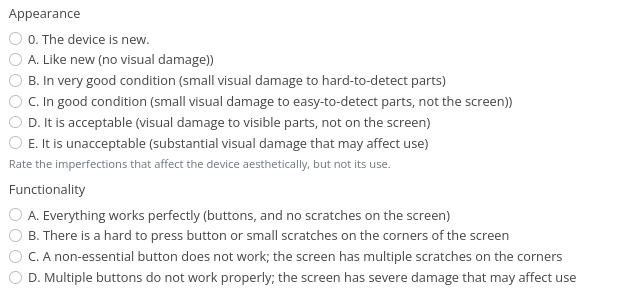 Appearance
0. The device is new.
A. Like new (no visual damage))
B. In very good condition (small visual damage to hard-to-detect parts)
C. In good condition (small visual damage to easy-to-detect parts, not the screen))
D. It is acceptable (visual damage to visible parts, not on the screen)
E. It is unacceptable (substantial visual damage that may affect use)
Rate the imperfections that affect the device aesthetically, but not its use.
Functionality
A. Everything works perfectly (buttons, and no scratches on the screen)
B. There is a hard to press button or small scratches on the corners of the screen
C. A non-essential button does not work; the screen has multiple scratches on the corners
D. Multiple buttons do not work properly; the screen has severe damage that may affect use